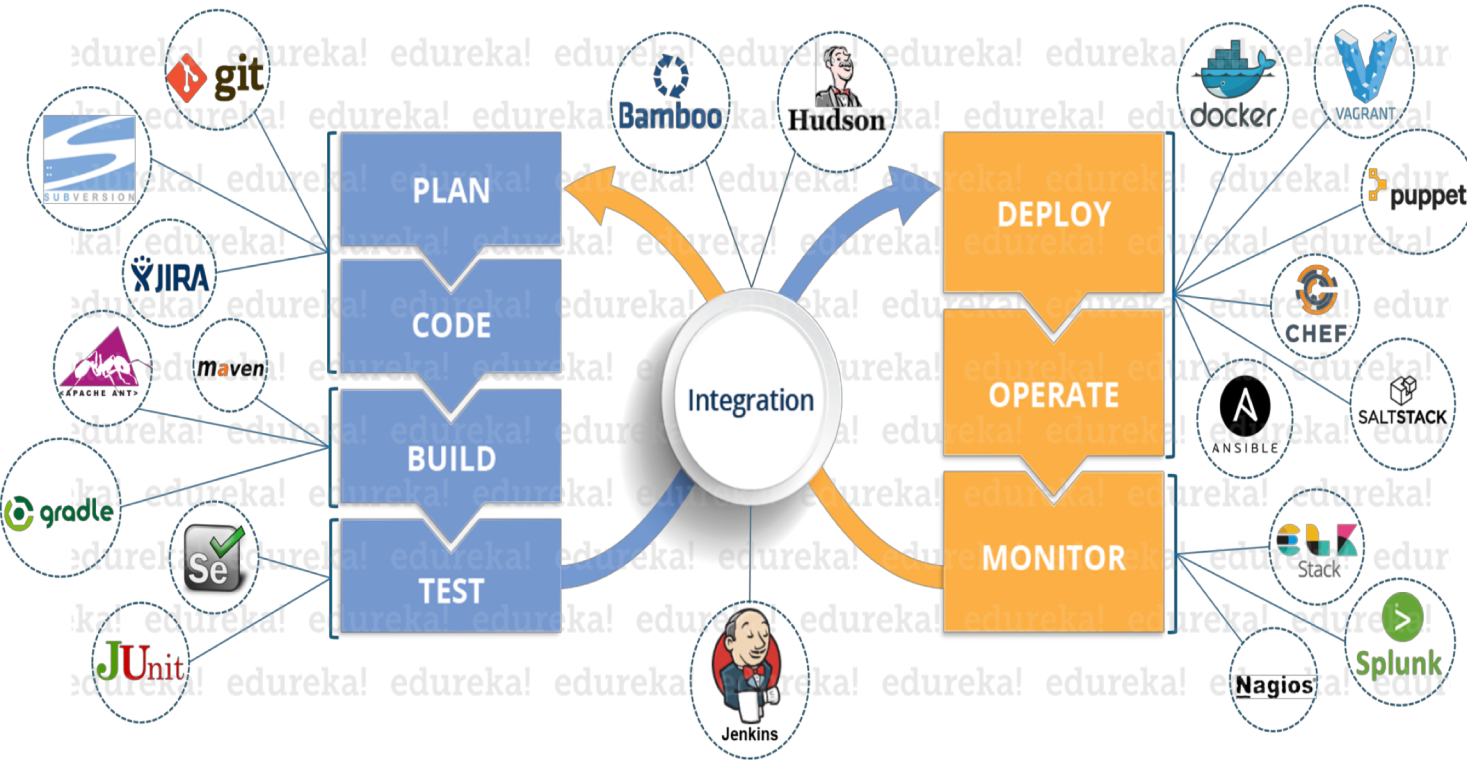 git
SUBVERSION
JIRA
<APACHE ANT>
maven
gradle
Se
JUnit
PLAN
CODE
BUILD
TEST
Bamboo
Hudson
Integration
Jenkins
DEPLOY
OPERATE
MONITOR
docker
VAGRANT
puppet
CHEF
SALTSTACK
A
ANSIBLE
ELK
Stack
Splunk
Nagios
edureka!